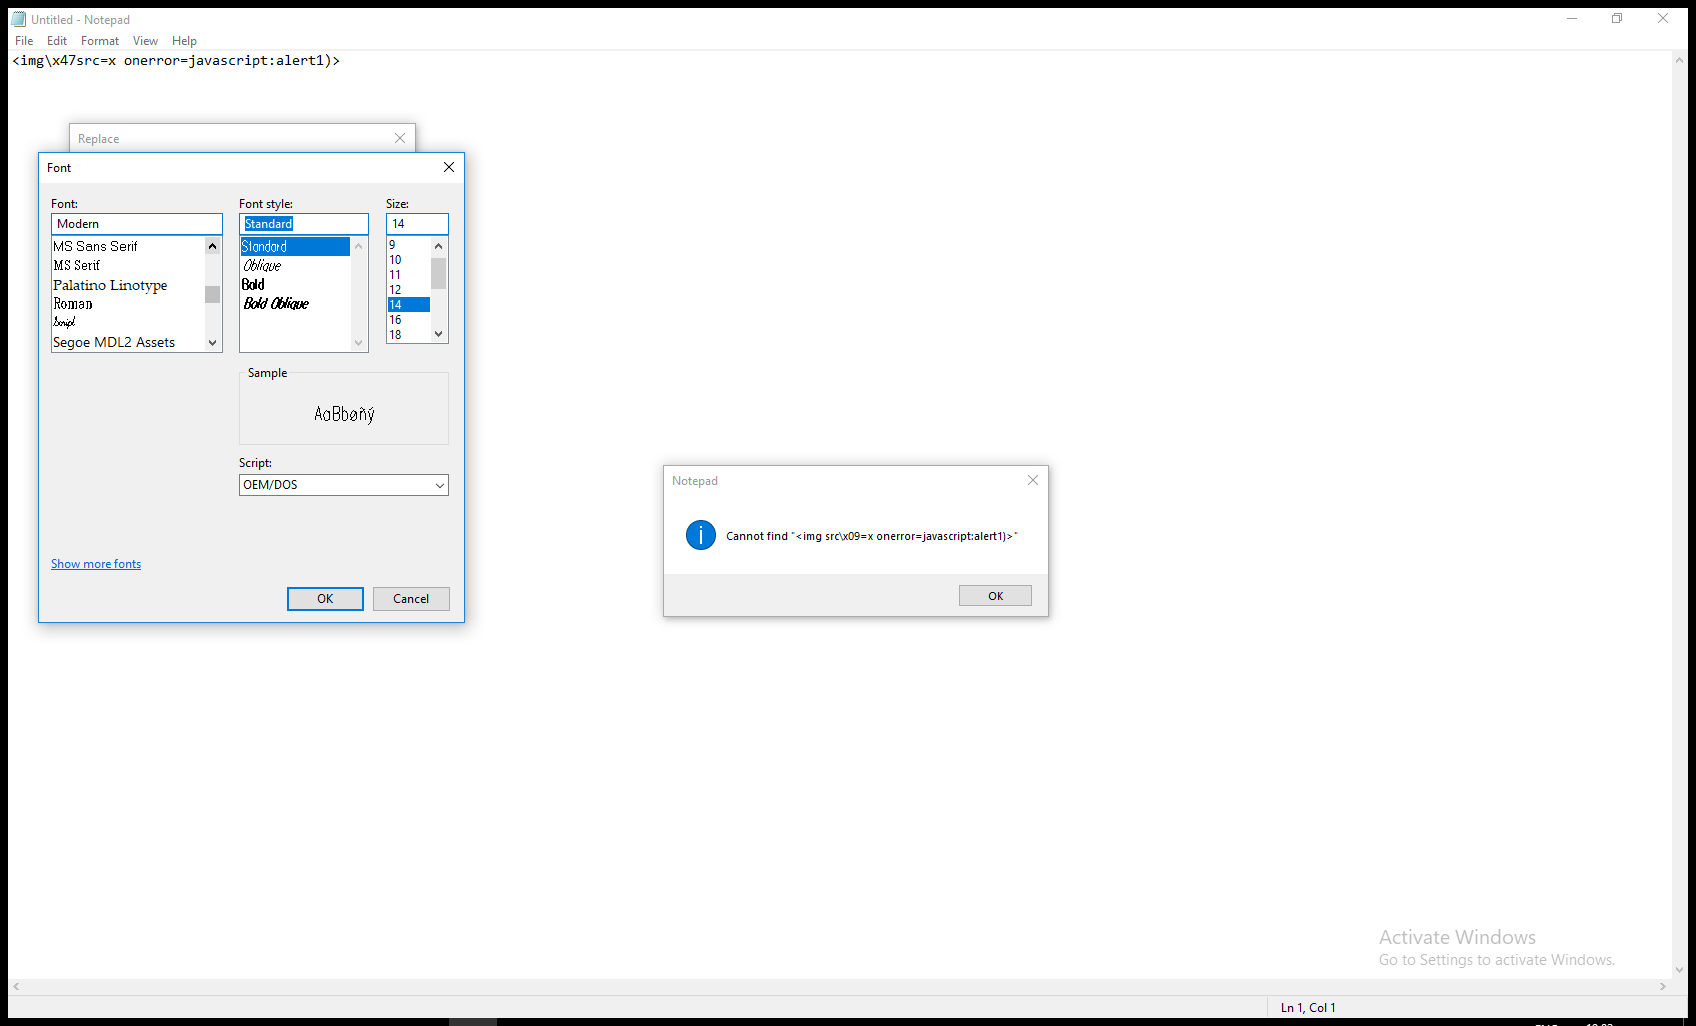 Untitled - Notepad
File Edit Format View Help
<img\x47src=x onerror=javascript:alert1)>
Replace
Font
Font: Font style: Size:
Modern Standard 14
MS Sans Serif
MS Serif
Palatino Linotype
Roman
Script
Segoe MDL2 Assets
Standard
Oblique
Bold
Bold Oblique
9
10
11
12
14
16
18
Sample
AaBbøñý
Script:
OEM/DOS
Show more fonts
OK Cancel
Notepad
Cannot find "<img src\x09=x onerror=javascript:alert1)>"
OK
Activate Windows
Go to Settings to activate Windows.
Ln 1, Col 1